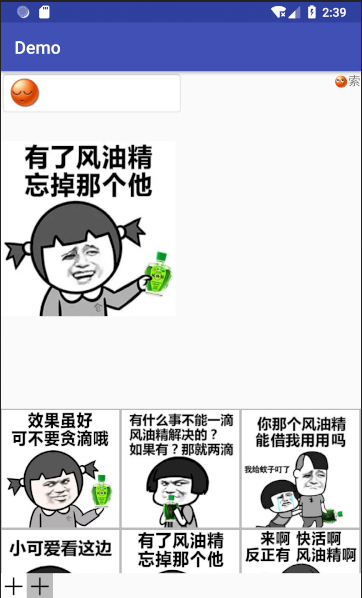 2:39
Demo
索
有了风油精
忘掉那个他
效果虽好
可不要贪滴哦
有什么事不能一滴
风油精解决的？
如果有？那就两滴
你那个风油精
能借我用用吗
我给蚊子叮了
小可爱看这边
有了风油精
忘掉那个他
来啊 快活啊
反正有 风油精啊